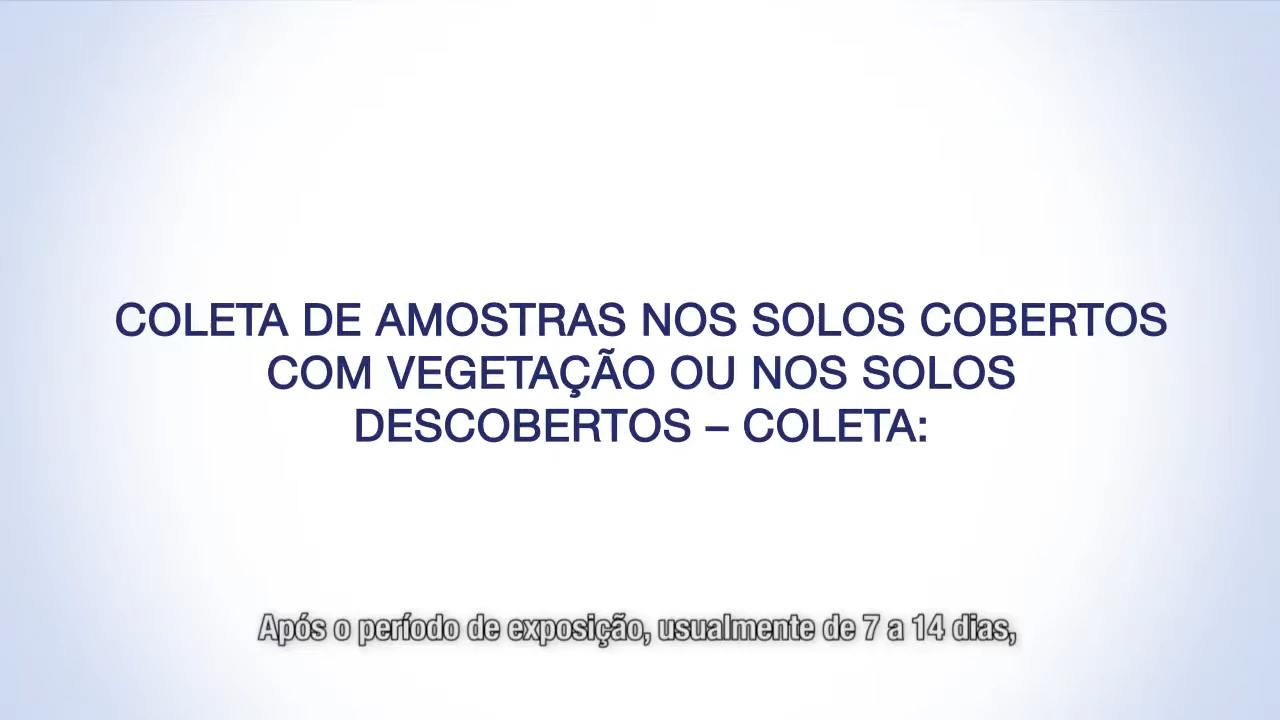 COLETA DE AMOSTRAS NOS SOLOS COBERTOS
COM VEGETAÇÃO OU NOS SOLOS
DESCOBERTOS – COLETA:
Após o período de exposição, usualmente de 7 a 14 dias,